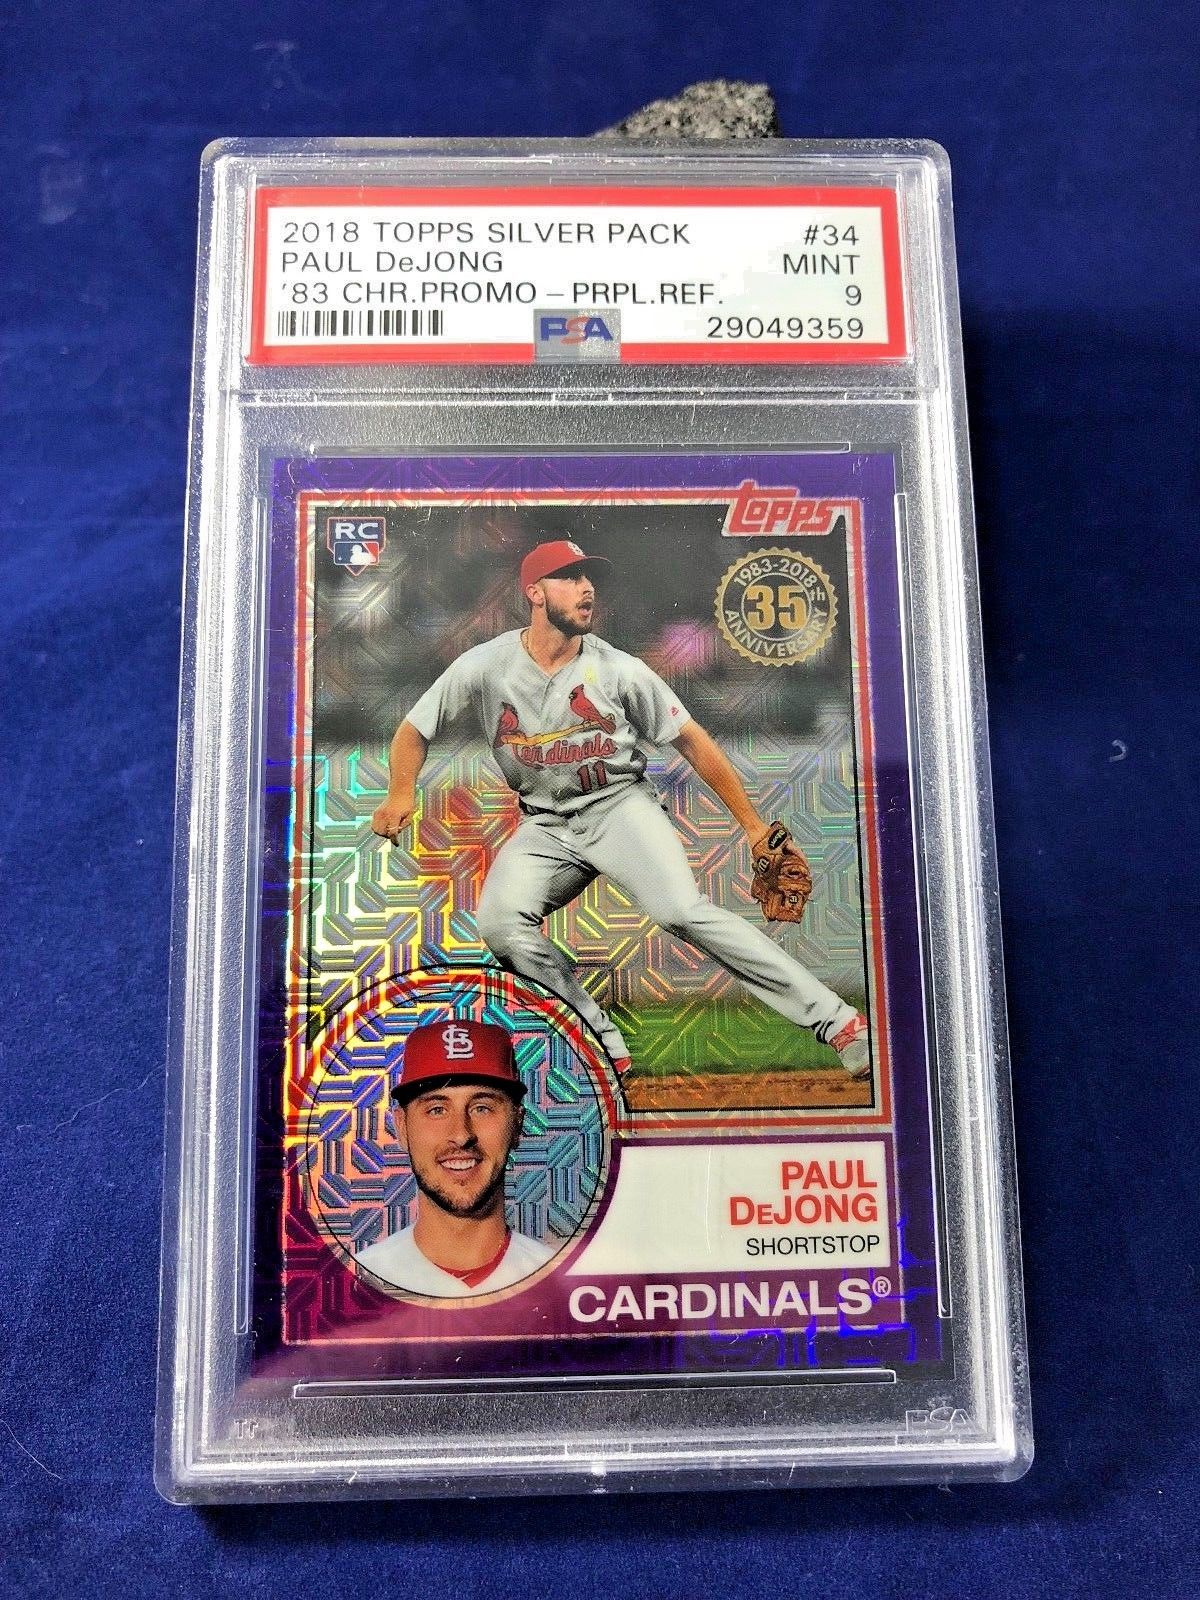 2018 TOPPS SILVER PACK #34
PAUL DeJONG MINT
'83 CHR.PROMO – PRPL.REF. 9
PSA 29049359
topps
RC
1983-2018
35th
ANNIVERSARY
Cardinals
11
PAUL
DEJONG
SHORTSTOP
CARDINALS®
PSA